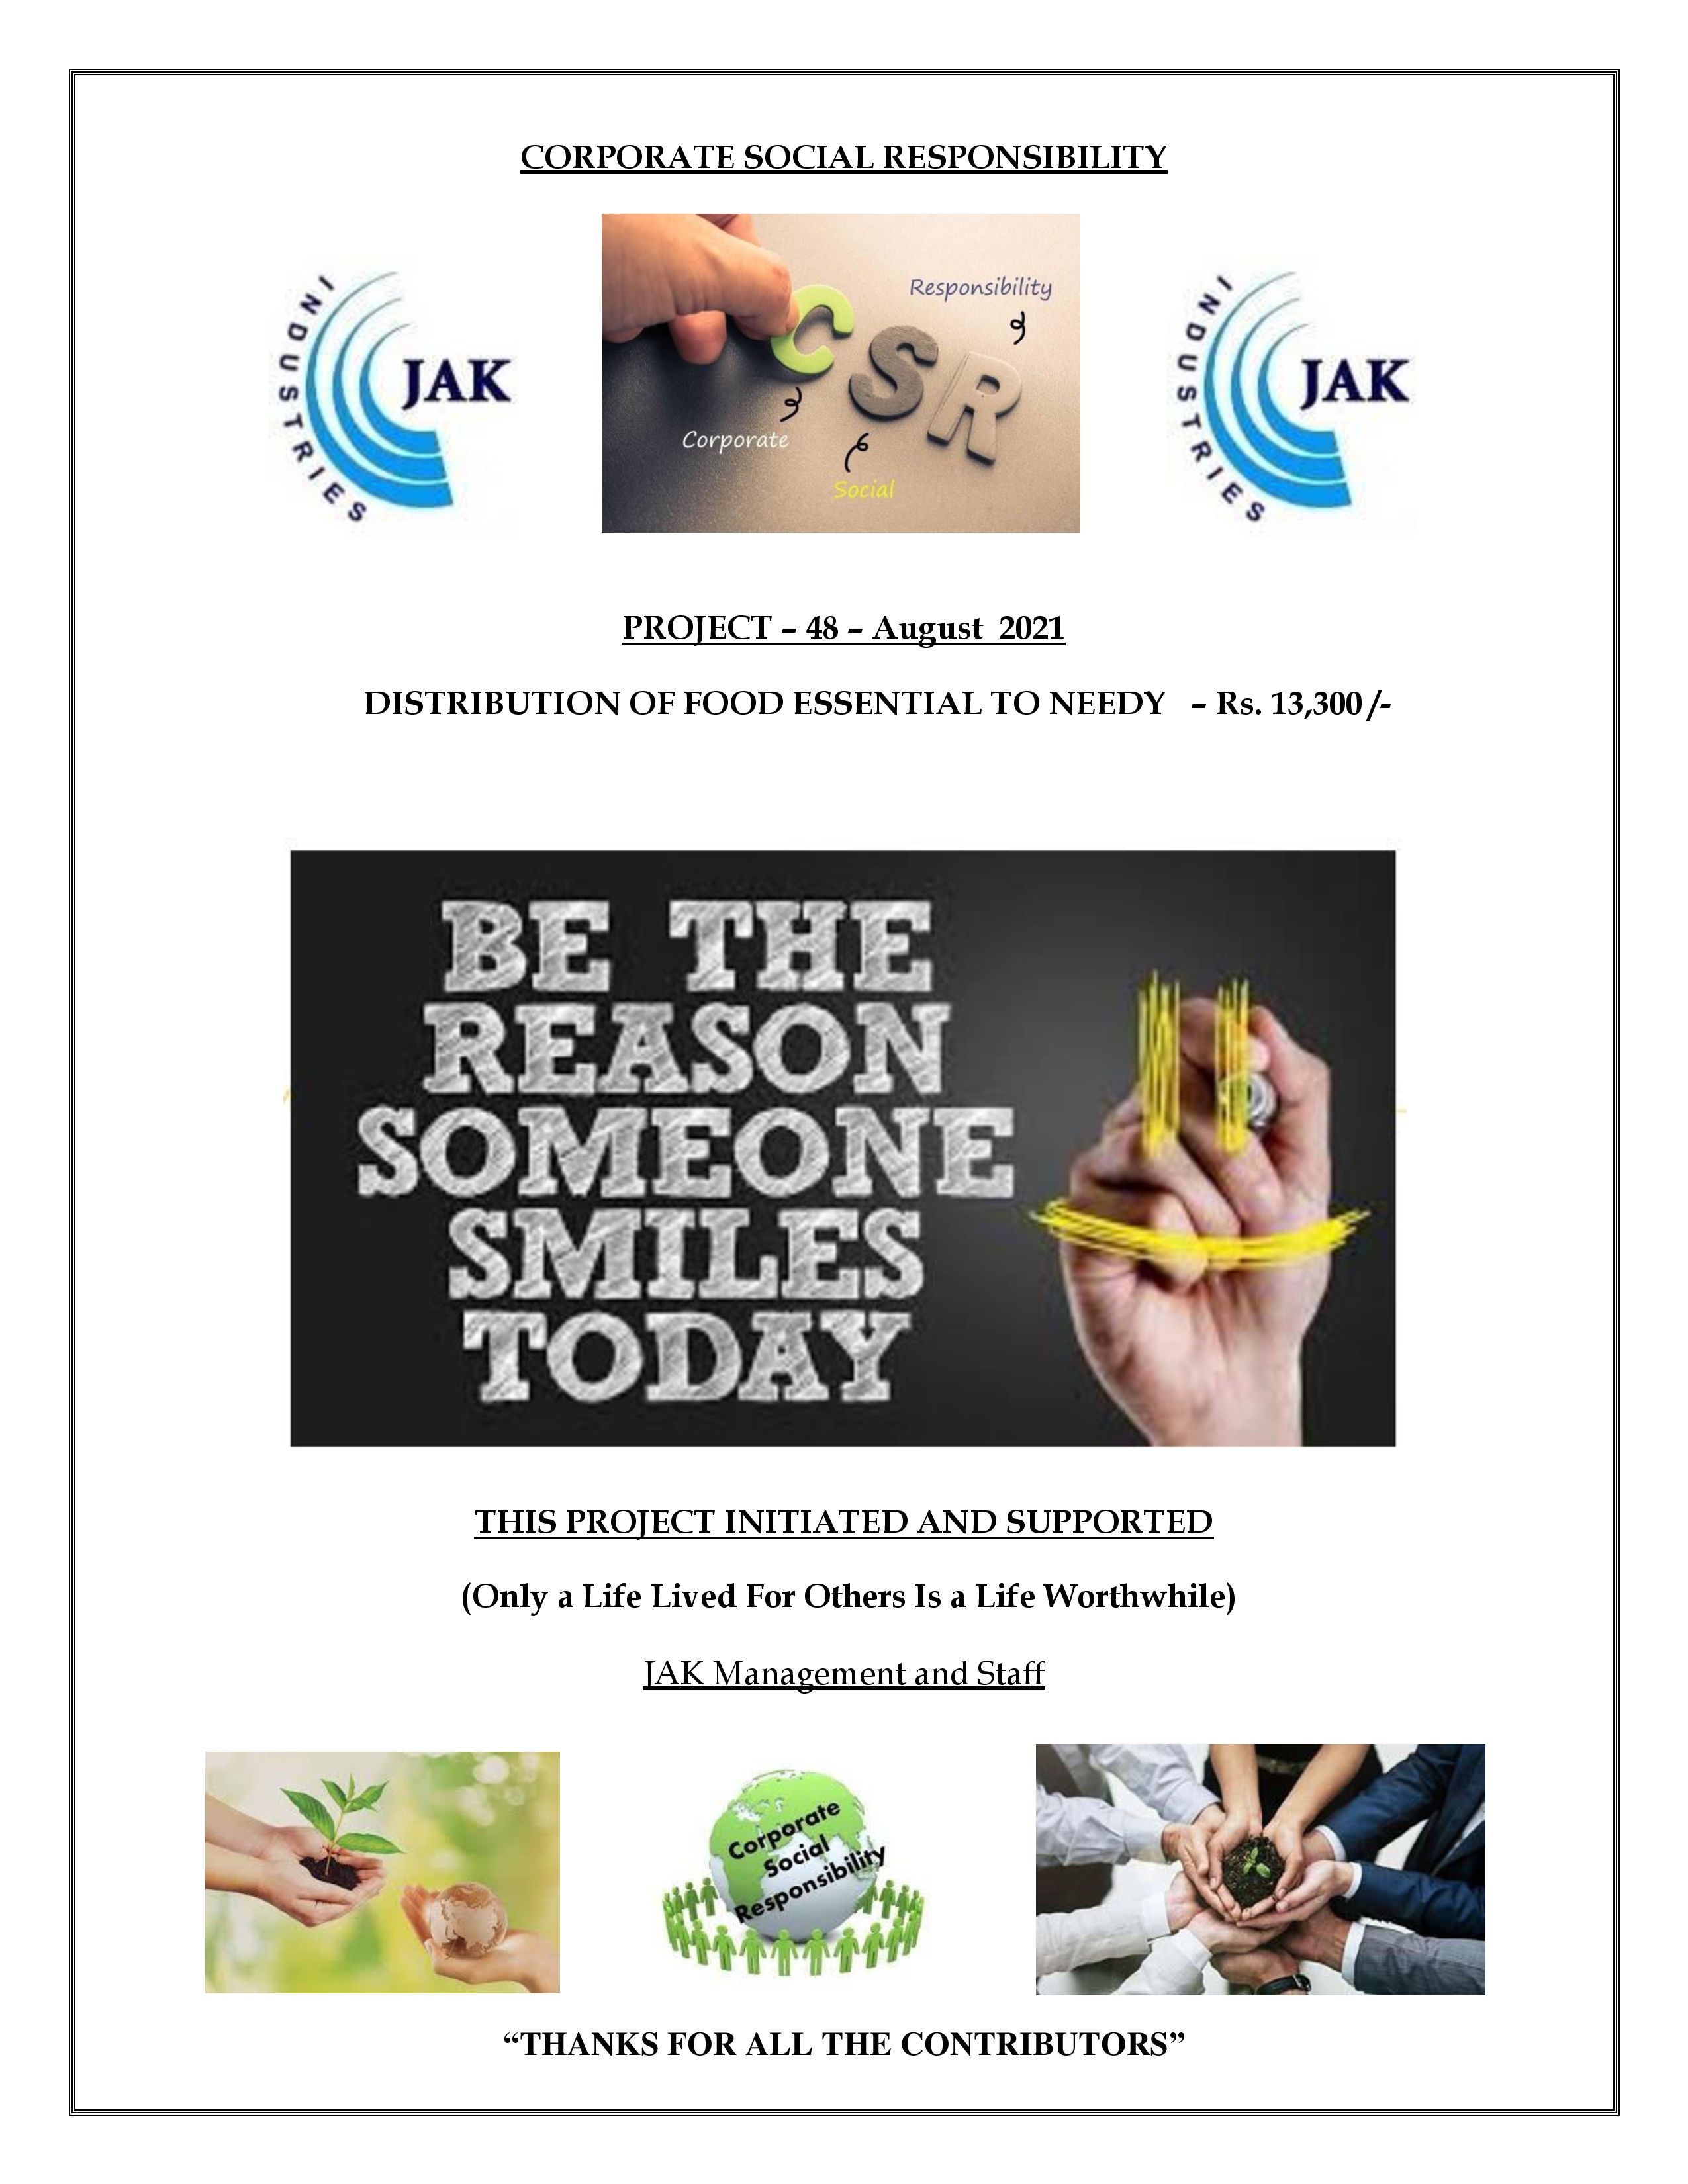 CORPORATE SOCIAL RESPONSIBILITY
INDUSTRIES
JAK
Responsibility
CSR
Corporate
Social
INDUSTRIES
JAK
PROJECT – 48 – August 2021
DISTRIBUTION OF FOOD ESSENTIAL TO NEEDY – Rs. 13,300/-
BE THE
REASON
SOMEONE
SMILES
TODAY
THIS PROJECT INITIATED AND SUPPORTED
(Only a Life Lived For Others Is a Life Worthwhile)
JAK Management and Staff
Corporate
Social
Responsibility
“THANKS FOR ALL THE CONTRIBUTORS”